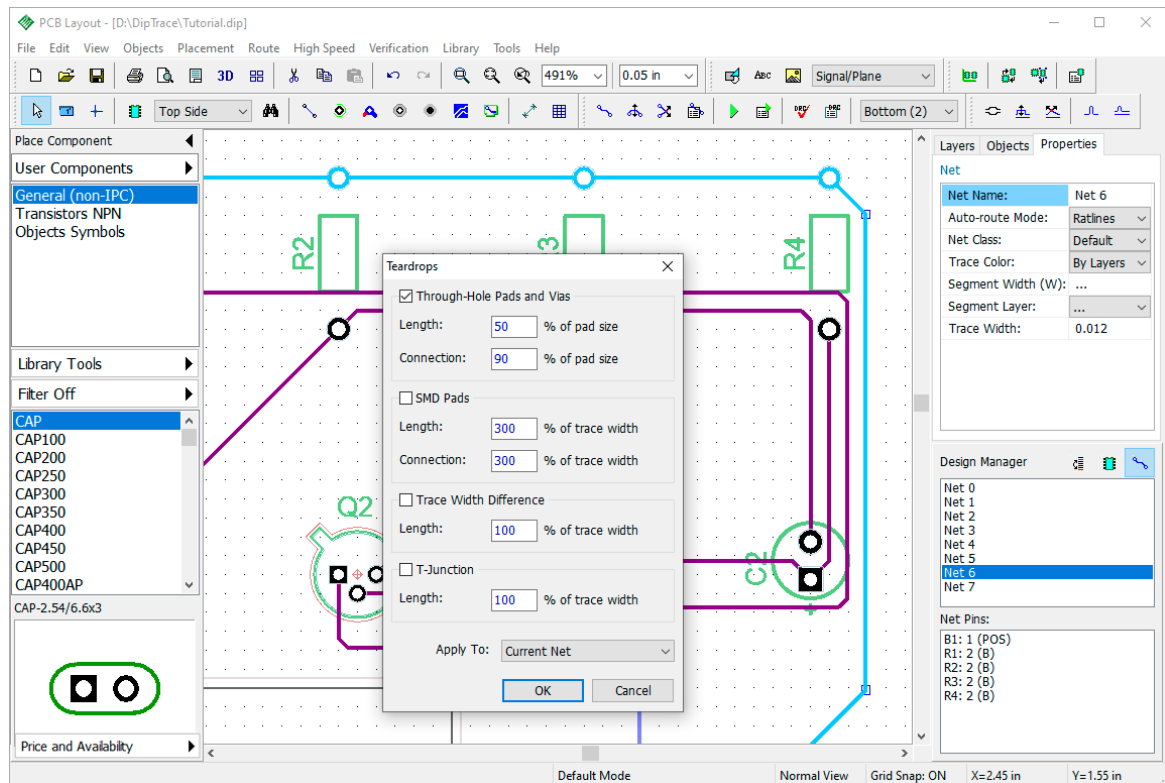 PCB Layout - [D:\DipTrace\Tutorial.dip]
File Edit View Objects Placement Route High Speed Verification Library Tools Help
3D 491% 0.05 in ABC Signal/Plane
Top Side Bottom (2)
Place Component
User Components
General (non-IPC)
Transistors NPN
Objects Symbols
Library Tools
Filter Off
CAP
CAP100
CAP200
CAP250
CAP300
CAP350
CAP400
CAP450
CAP500
CAP400AP
CAP-2.54/6.6x3
Price and Availability
R2
3
R4
Q2
C2
+
Teardrops
Through-Hole Pads and Vias
Length: 50 % of pad size
Connection: 90 % of pad size
SMD Pads
Length: 300 % of trace width
Connection: 300 % of trace width
Trace Width Difference
Length: 100 % of trace width
T-Junction
Length: 100 % of trace width
Apply To: Current Net
OK Cancel
Layers Objects Properties
Net
Net Name: Net 6
Auto-route Mode: Ratlines
Net Class: Default
Trace Color: By Layers
Segment Width (W): ...
Segment Layer: ...
Trace Width: 0.012
Design Manager
Net 0
Net 1
Net 2
Net 3
Net 4
Net 5
Net 6
Net 7
Net Pins:
B1: 1 (POS)
R1: 2 (B)
R2: 2 (B)
R3: 2 (B)
R4: 2 (B)
Default Mode Normal View Grid Snap: ON X=2.45 in Y=1.55 in